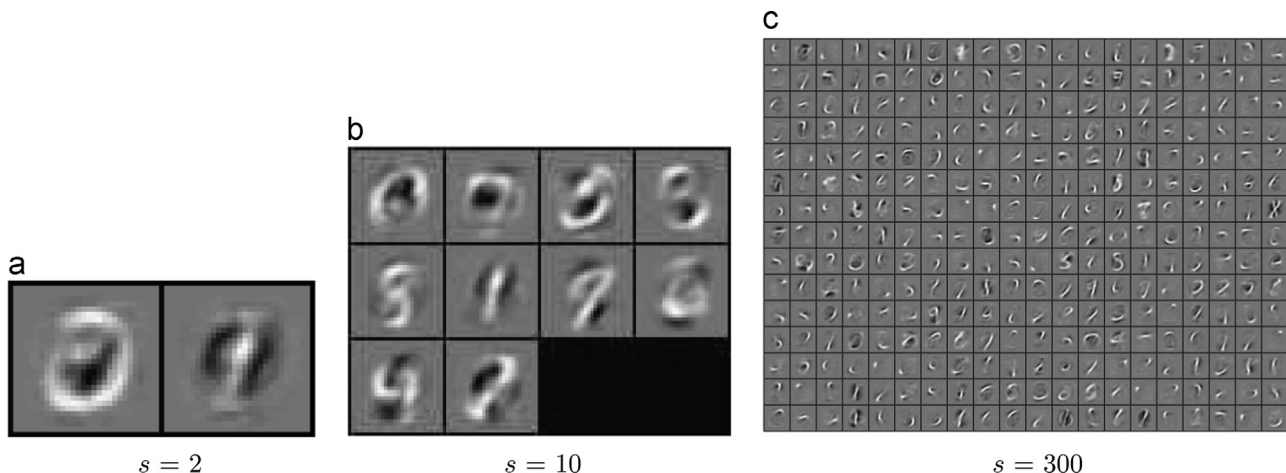 a
b
c
s = 2
s = 10
s = 300